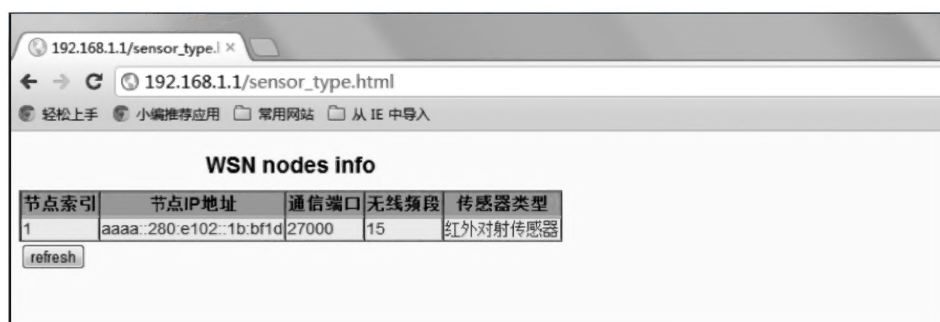 192.168.1.1/sensor_type.l
192.168.1.1/sensor_type.html
轻松上手 小编推荐应用 常用网站 从 IE 中导入
WSN nodes info
节点索引 节点IP地址 通信端口 无线频段 传感器类型
1 aaaa::280:e102::1b:bf1d 27000 15 红外对射传感器
refresh